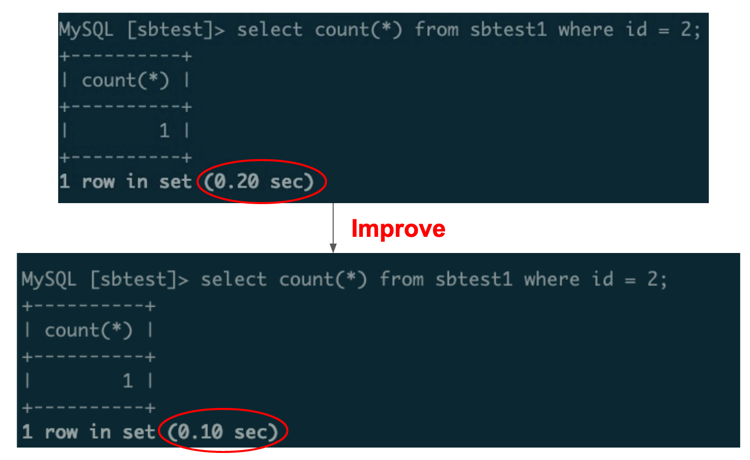 MySQL [sbtest]> select count(*) from sbtest1 where id = 2;
+----------+
| count(*) |
+----------+
|        1 |
+----------+
1 row in set (0.20 sec)
Improve
MySQL [sbtest]> select count(*) from sbtest1 where id = 2;
+----------+
| count(*) |
+----------+
|        1 |
+----------+
1 row in set (0.10 sec)